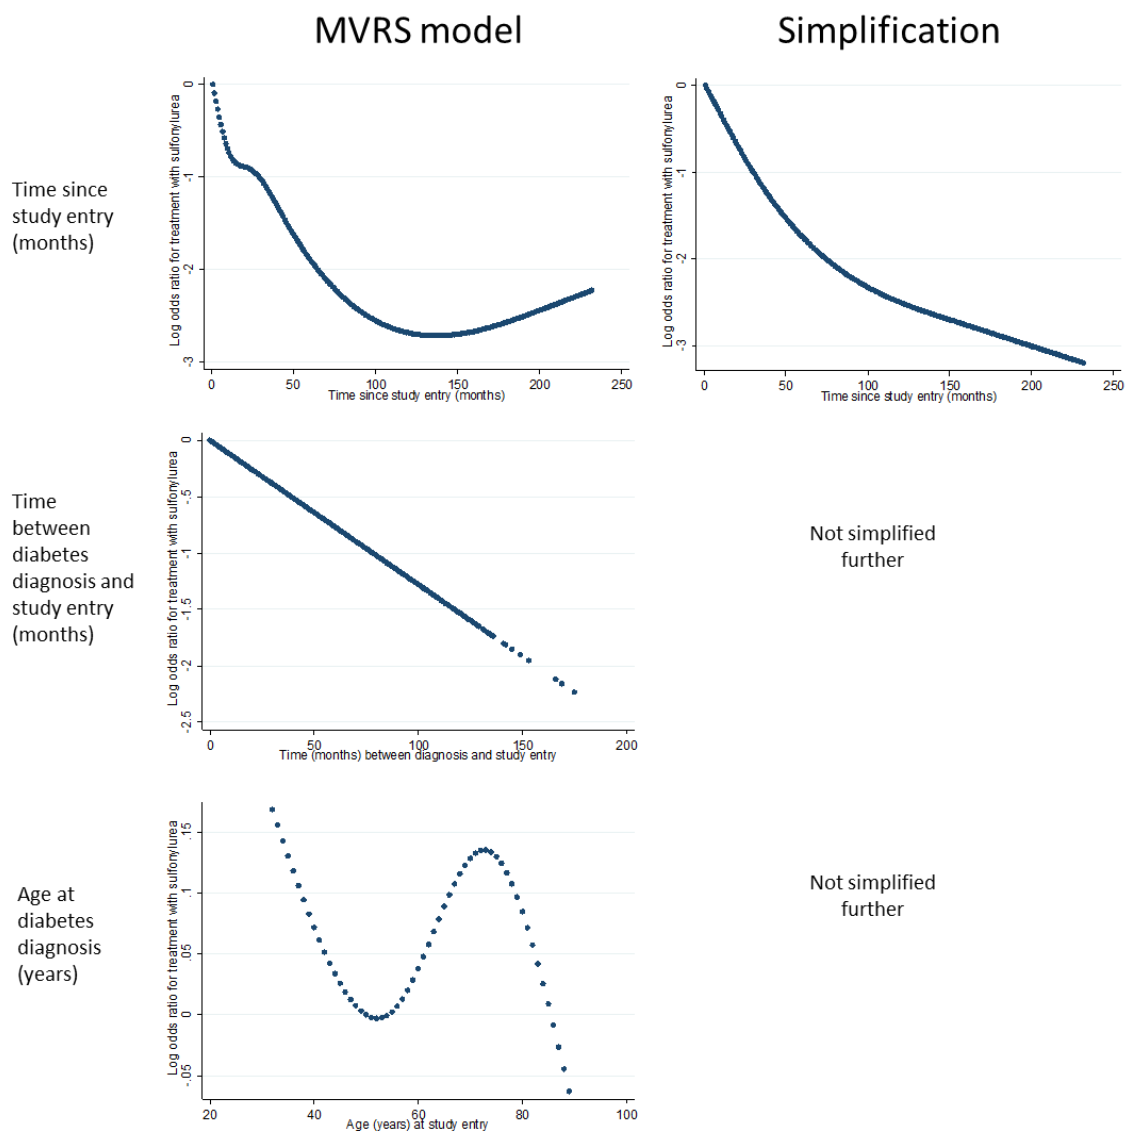 MVRS model
Simplification
Time since
study entry
(months)
Log odds ratio for treatment with sulfonylurea
0
-1
-2
-3
0
50
100
150
200
250
Time since study entry (months)
Log odds ratio for treatment with sulfonylurea
0
-1
-2
-3
0
50
100
150
200
250
Time since study entry (months)
Time
between
diabetes
diagnosis and
study entry
(months)
Log odds ratio for treatment with sulfonylurea
0
-.5
-1
-1.5
-2
-2.5
0
50
100
150
200
Time (months) between diagnosis and study entry
Not simplified
further
Age at
diabetes
diagnosis
(years)
Log odds ratio for treatment with sulfonylurea
.15
.1
.05
0
-.05
20
40
60
80
100
Age (years) at study entry
Not simplified
further